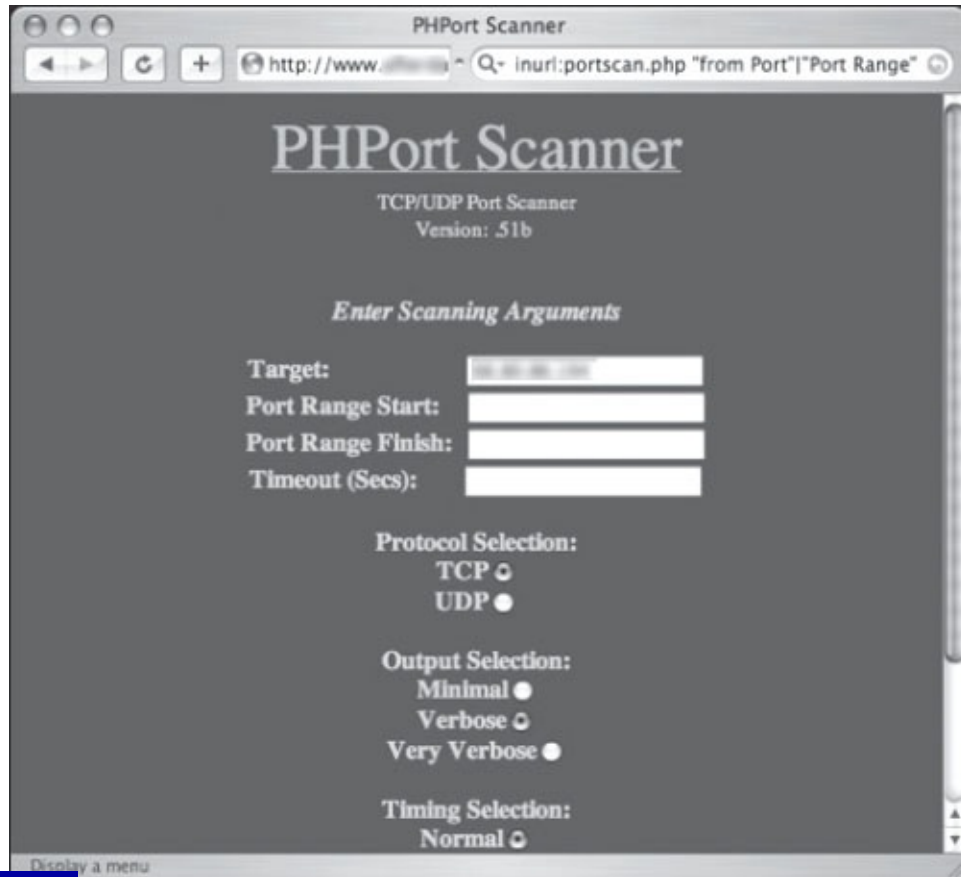 PHPort Scanner
http://www.
inurl:portscan.php "from Port"|"Port Range"
PHPort Scanner
TCP/UDP Port Scanner
Version: .51b
Enter Scanning Arguments
Target:
Port Range Start:
Port Range Finish:
Timeout (Secs):
Protocol Selection:
TCP
UDP
Output Selection:
Minimal
Verbose
Very Verbose
Timing Selection:
Normal
Display a menu